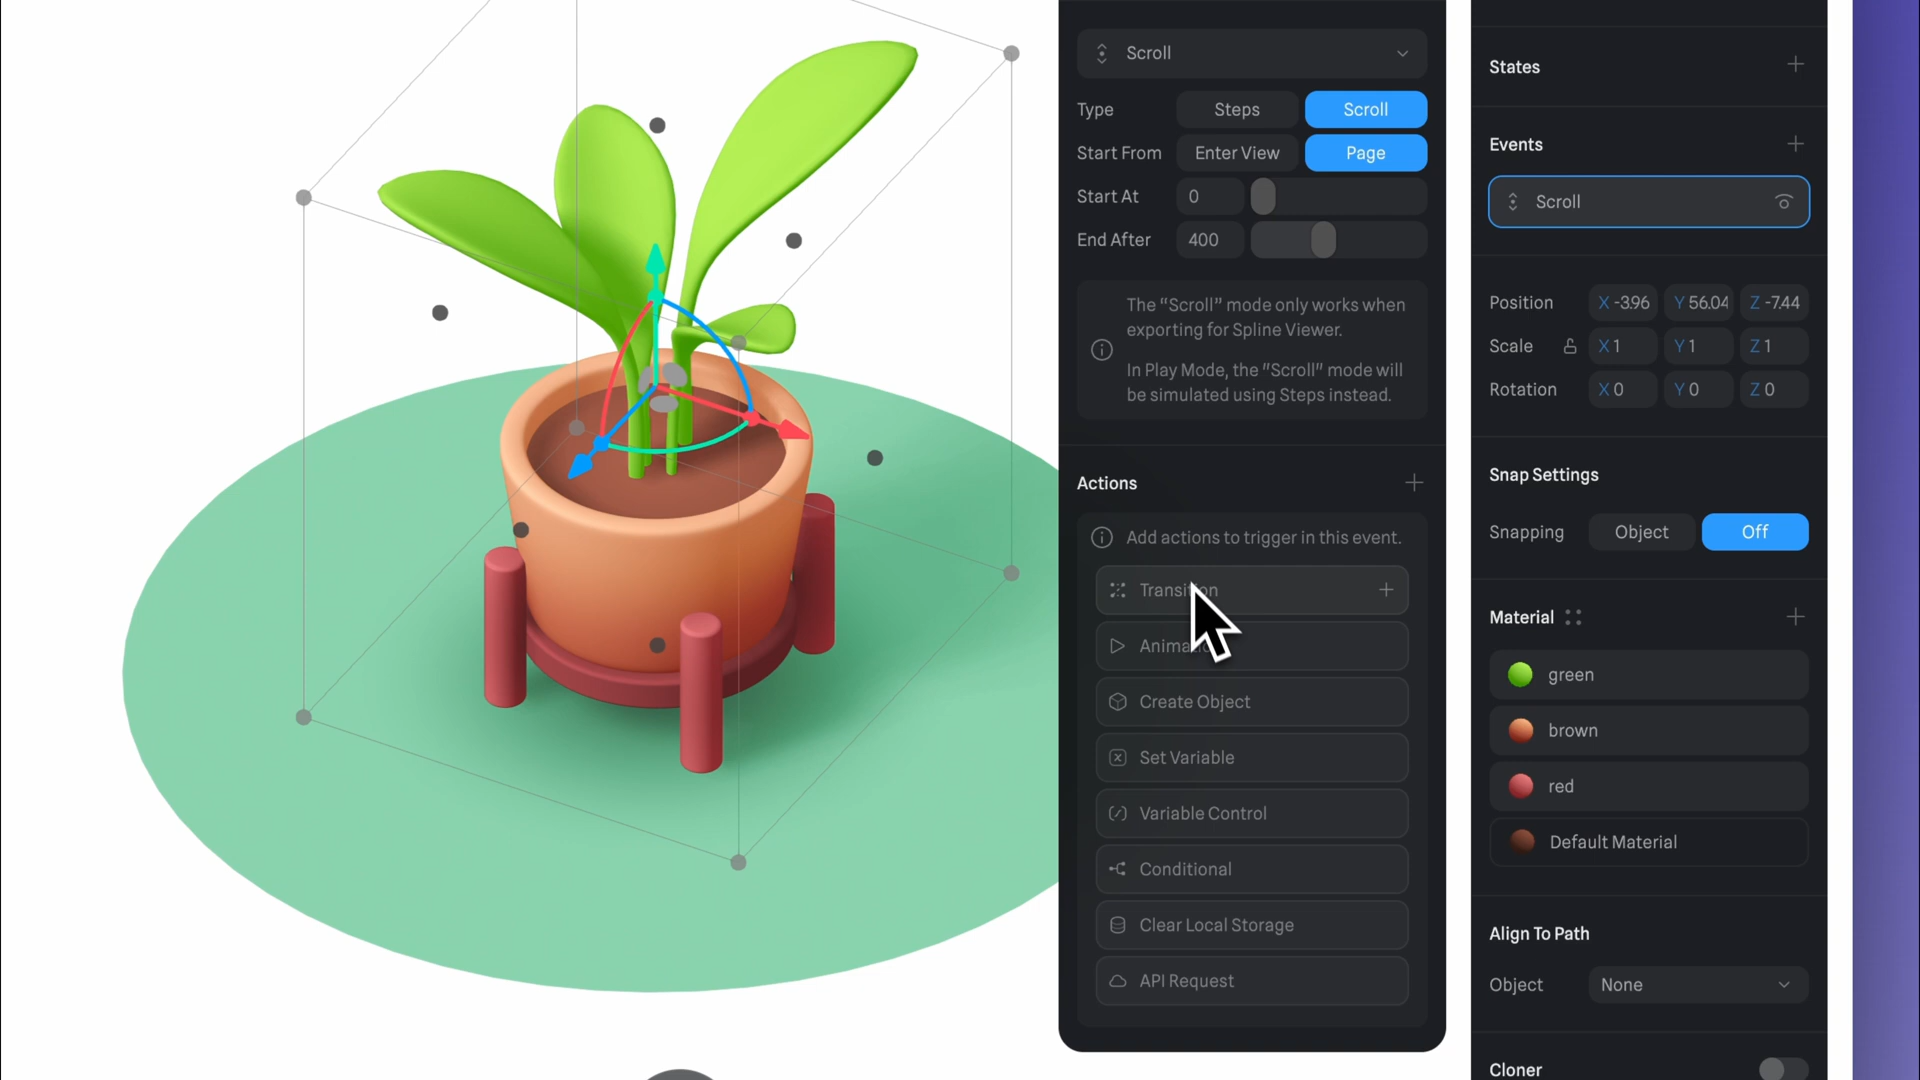 Scroll
Type Steps Scroll
Start From Enter View Page
Start At 0
End After 400
The “Scroll” mode only works when
exporting for Spline Viewer.
In Play Mode, the “Scroll” mode will
be simulated using Steps instead.
Actions
Add actions to trigger in this event.
Transition
Create Object
Set Variable
Variable Control
Conditional
Clear Local Storage
API Request
States
Events
Scroll
Position X -3.96 Y 56.04 Z -7.44
Scale X 1 Y 1 Z 1
Rotation X 0 Y 0 Z 0
Snap Settings
Snapping Object Off
Material
green
brown
red
Default Material
Align To Path
Object None
Cloner